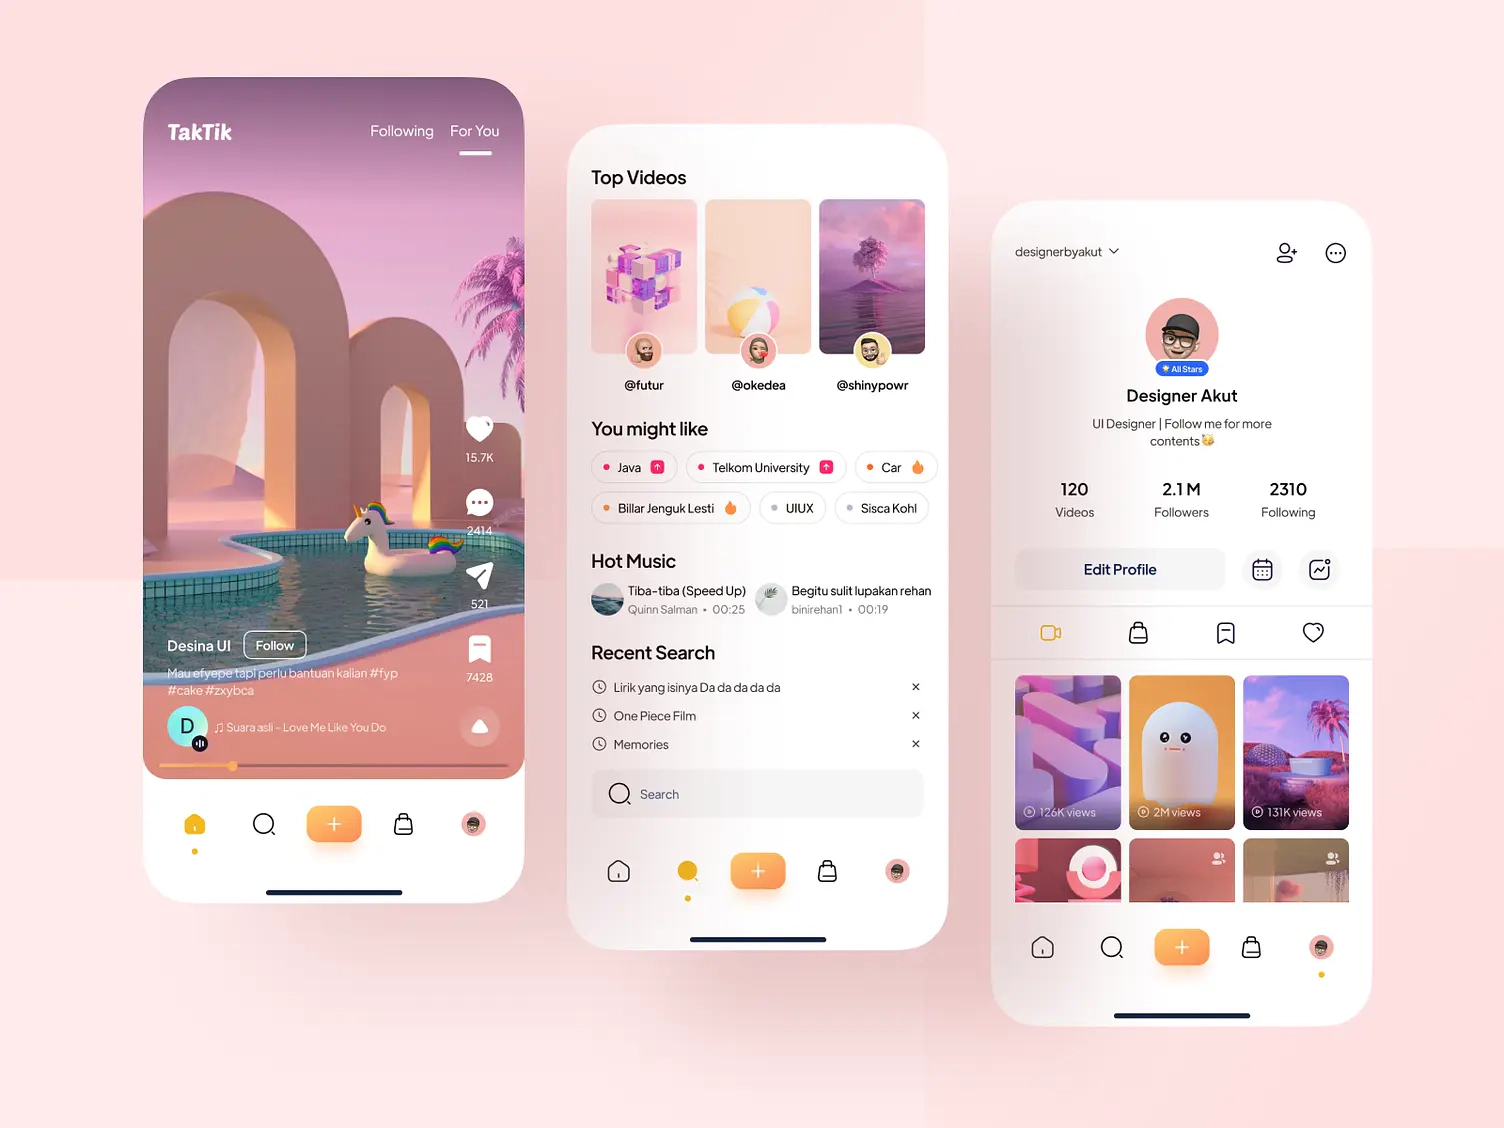 TakTik
Following For You
15.7K
2414
521
7428
Desina UI Follow
Mau efyepe tapi perlu bantuan kalian #fyp
#cake #zxybca
D
Suara asli - Love Me Like You Do
Top Videos
@futur @okedea @shinypowr
You might like
Java Telkom University Car
Billar Jenguk Lesti UIUX Sisca Kohl
Hot Music
Tiba-tiba (Speed Up) Begitu sulit lupakan rehan
Quinn Salman • 00:25 binirehan1 • 00:19
Recent Search
Lirik yang isinya Da da da da da
One Piece Film
Memories
Search
designerbyakut
All Stars
Designer Akut
UI Designer | Follow me for more
contents🥳
120 2.1 M 2310
Videos Followers Following
Edit Profile
126K views 2M views 131K views